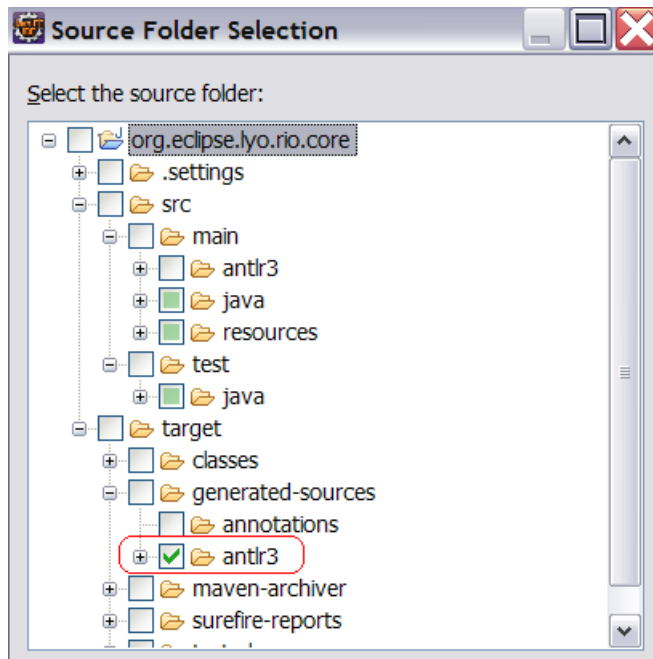 Source Folder Selection
Select the source folder:
org.eclipse.lyo.rio.core
.settings
src
main
antlr3
java
resources
test
java
target
classes
generated-sources
annotations
antlr3
maven-archiver
surefire-reports